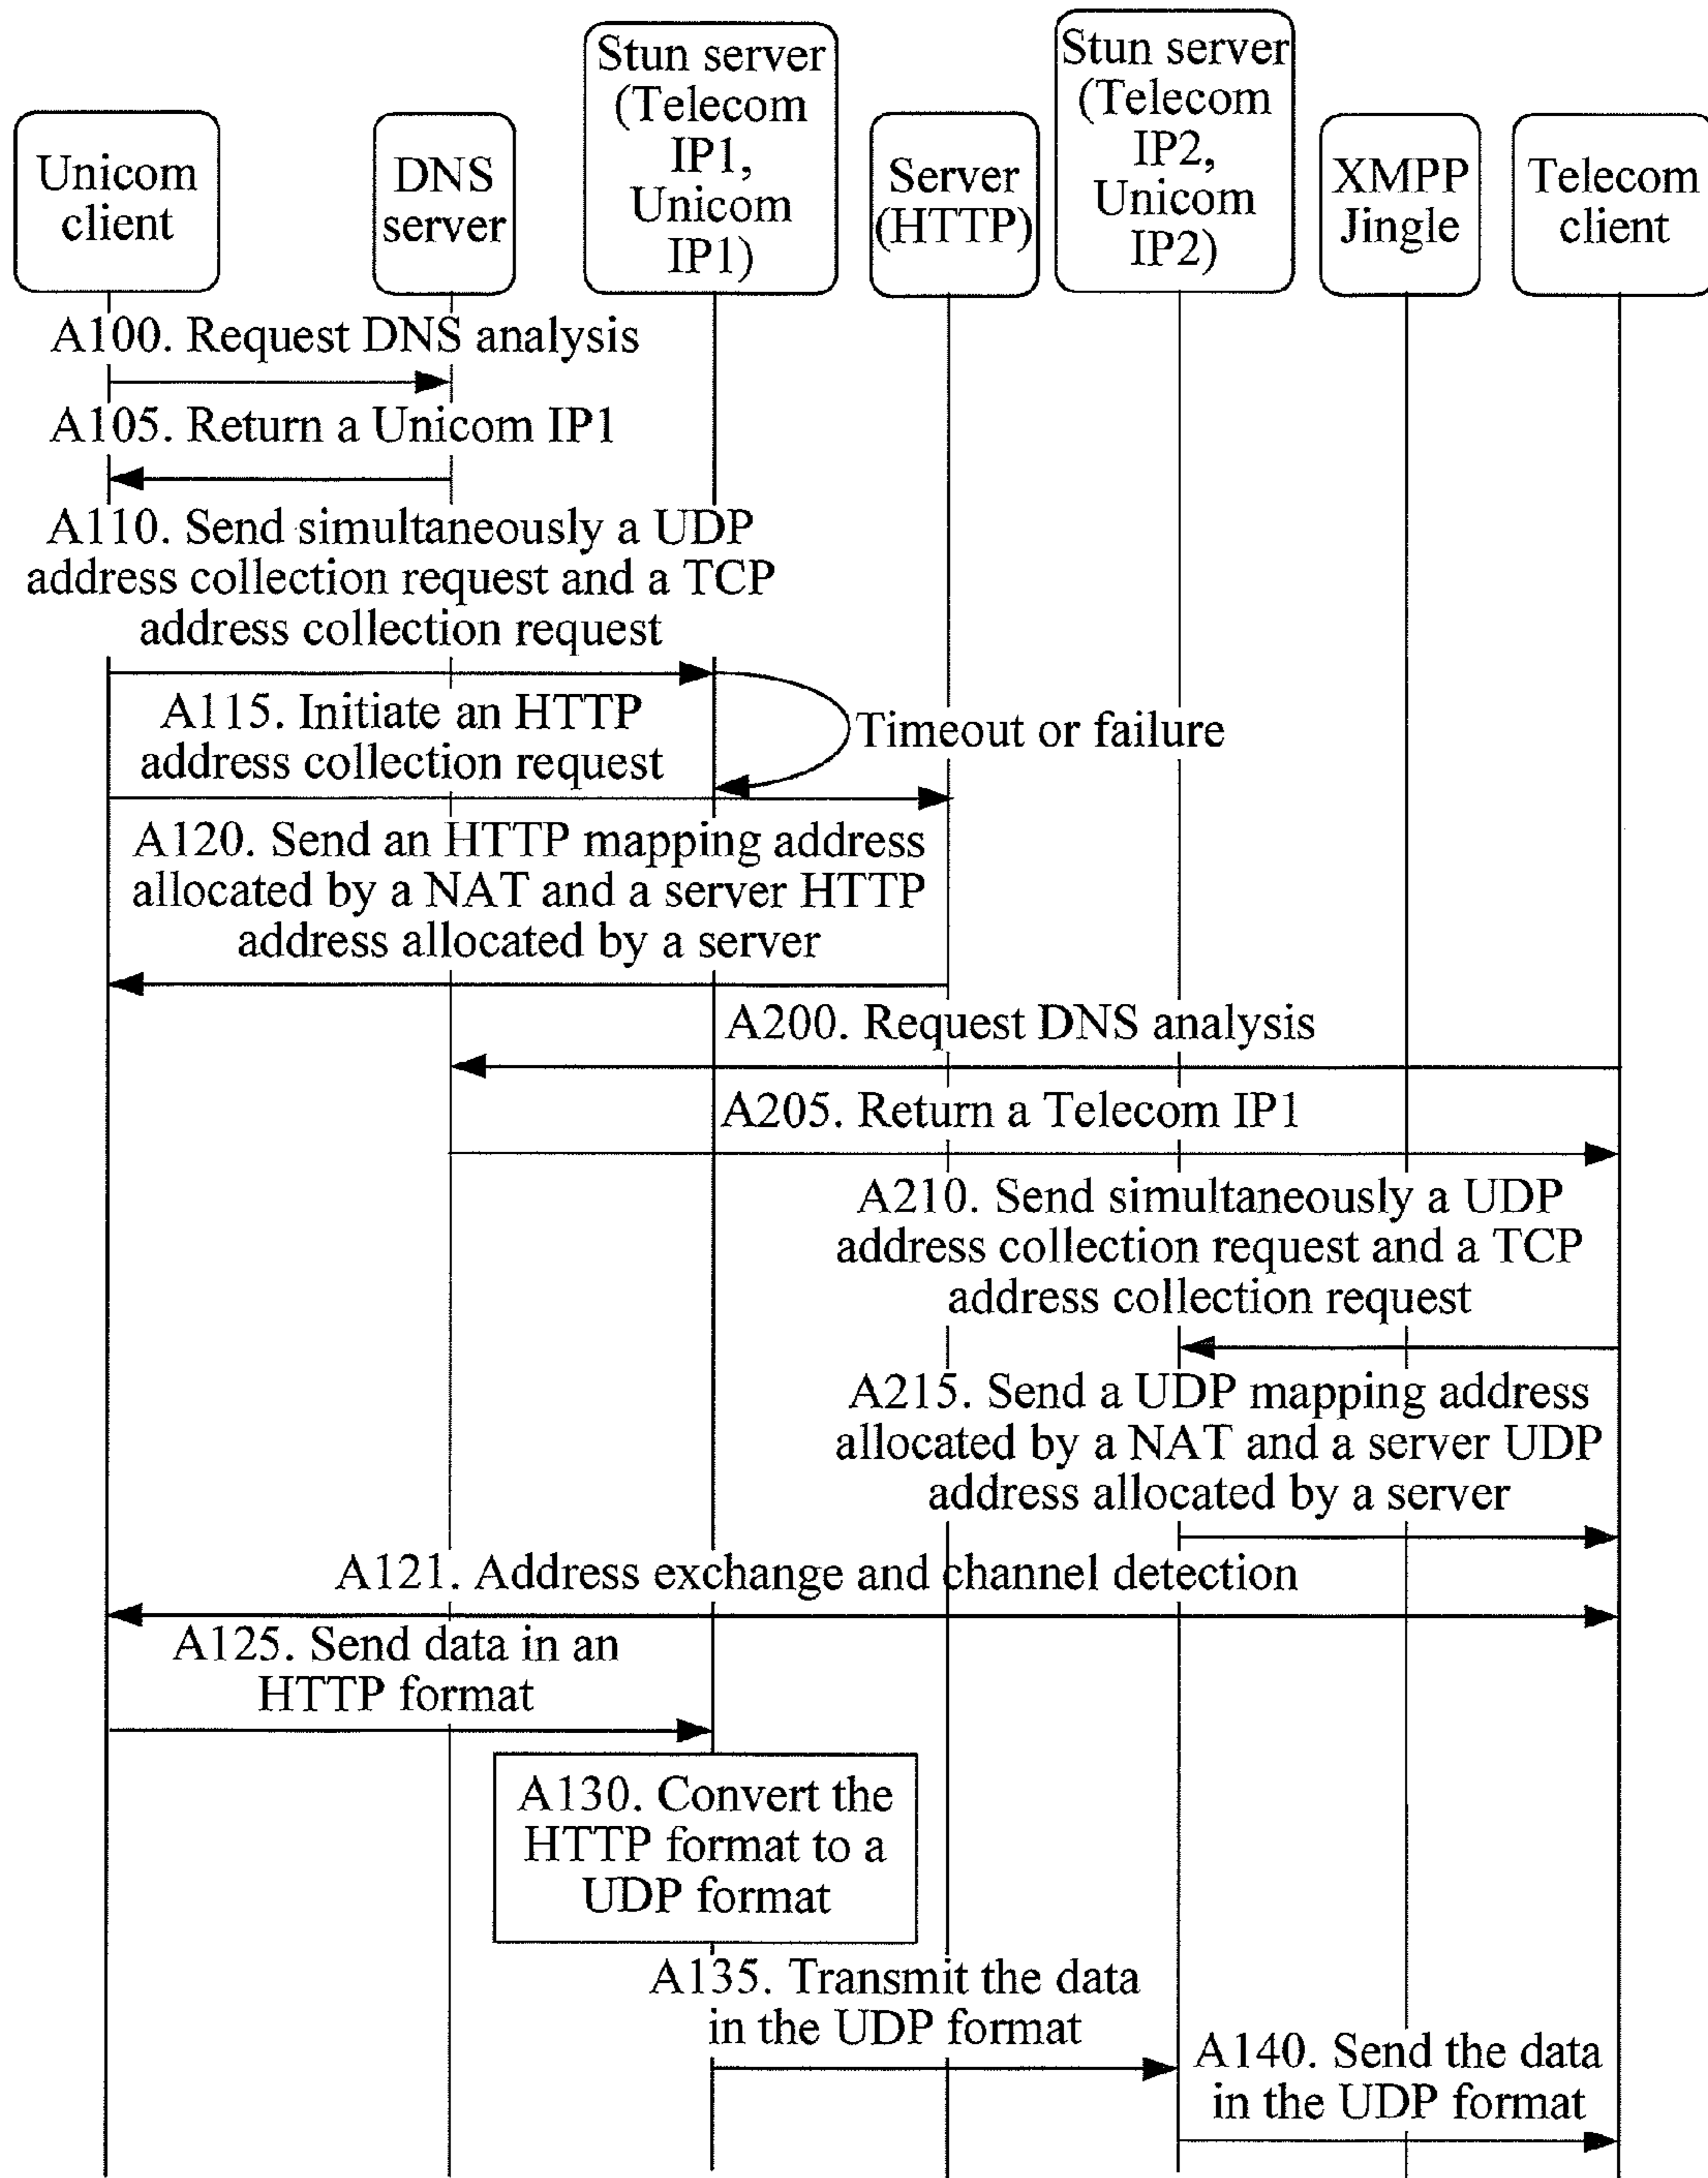 Unicom
client
DNS
server
Stun server
(Telecom
IP1,
Unicom
IP1)
Server
(HTTP)
Stun server
(Telecom
IP2,
Unicom
IP2)
XMPP
Jingle
Telecom
client
A100. Request DNS analysis
A105. Return a Unicom IP1
A110. Send simultaneously a UDP
address collection request and a TCP
address collection request
A115. Initiate an HTTP
address collection request
Timeout or failure
A120. Send an HTTP mapping address
allocated by a NAT and a server HTTP
address allocated by a server
A200. Request DNS analysis
A205. Return a Telecom IP1
A210. Send simultaneously a UDP
address collection request and a TCP
address collection request
A215. Send a UDP mapping address
allocated by a NAT and a server UDP
address allocated by a server
A121. Address exchange and channel detection
A125. Send data in an
HTTP format
A130. Convert the
HTTP format to a
UDP format
A135. Transmit the data
in the UDP format
A140. Send the data
in the UDP format